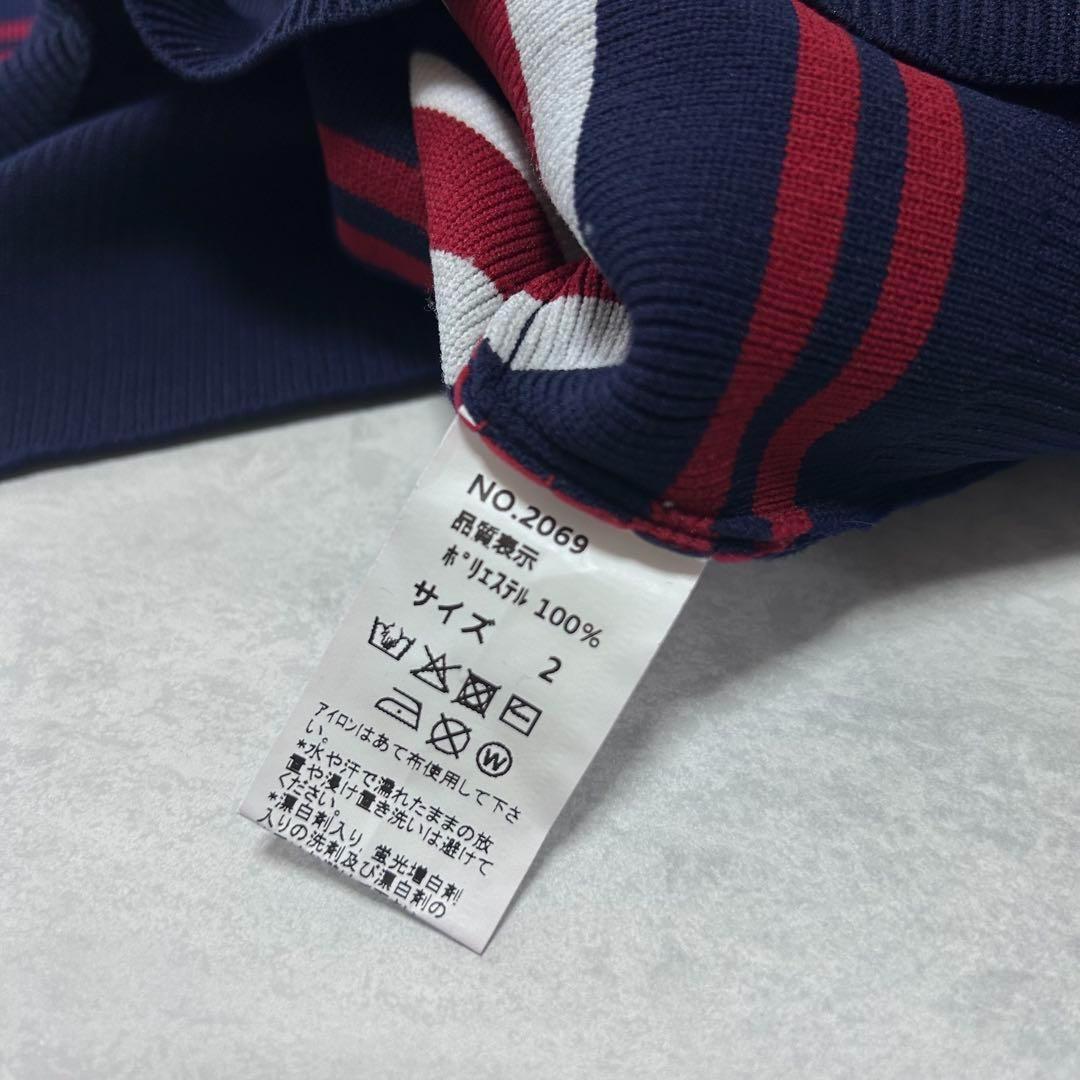 NO.2069
品質表示
ポリエステル 100%
サイズ 2
W
アイロンはあて布使用して下さ
い
*水や汗で濡れたままの放
置や浸け置き洗いは避けて
ください
*漂白剤入り, 蛍光増白剤
入りの洗剤及び漂白剤の